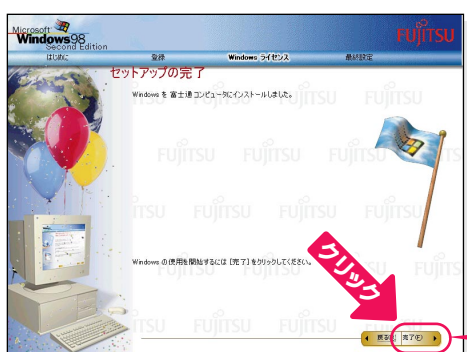 Microsoft
Windows98
Second Edition
FUJITSU
はじめに 登録 Windows ライセンス 最終設定
セットアップの完了
Windows を 富士通 コンピュータにインストールしました。
FUJITSU FUJITSU FUJITSU
Windows の使用を開始するには [完了] をクリックしてください。
クリック
完了(F)